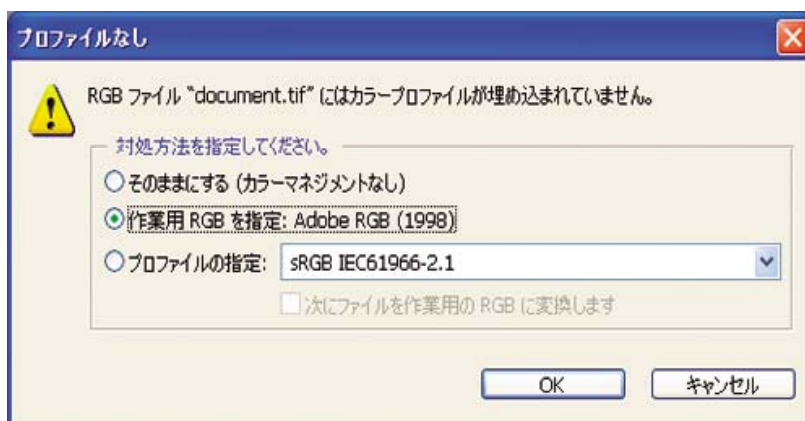 プロファイルなし
RGB ファイル “document.tif” にはカラープロファイルが埋め込まれていません。
対処方法を指定してください。
そのままにする (カラーマネジメントなし)
作業用 RGB を指定: Adobe RGB (1998)
プロファイルの指定: sRGB IEC61966-2.1
次にファイルを作業用の RGB に変換します
OK キャンセル